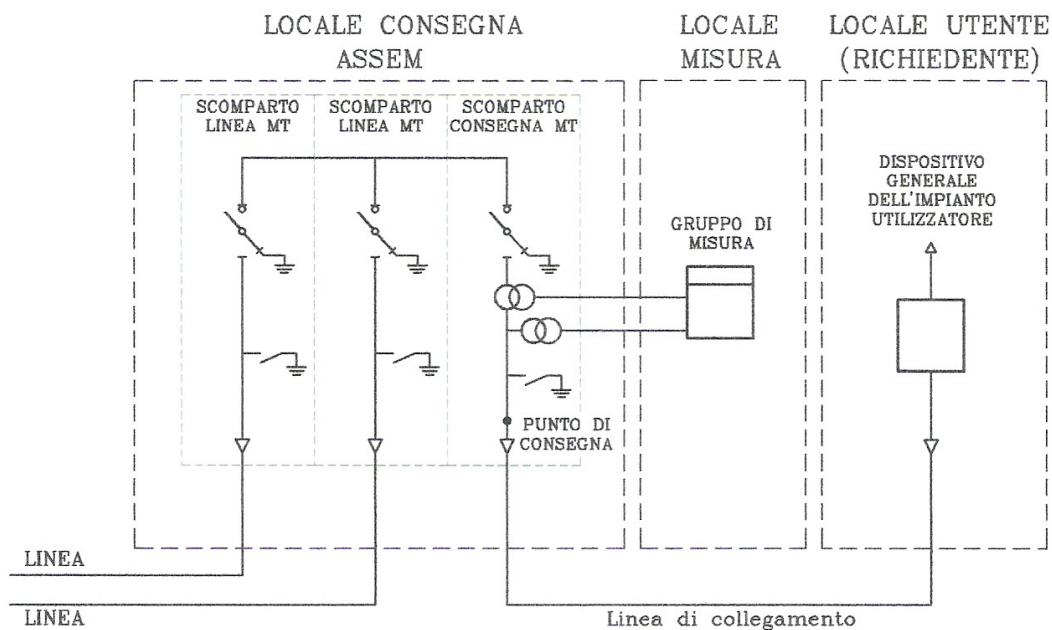 LOCALE CONSEGNA
ASSEM
LOCALE
MISURA
LOCALE UTENTE
(RICHIEDENTE)
SCOMPARTO
LINEA MT
SCOMPARTO
LINEA MT
SCOMPARTO
CONSEGNA MT
DISPOSITIVO
GENERALE
DELL'IMPIANTO
UTILIZZATORE
GRUPPO DI
MISURA
PUNTO DI
CONSEGNA
LINEA
LINEA
Linea di collegamento